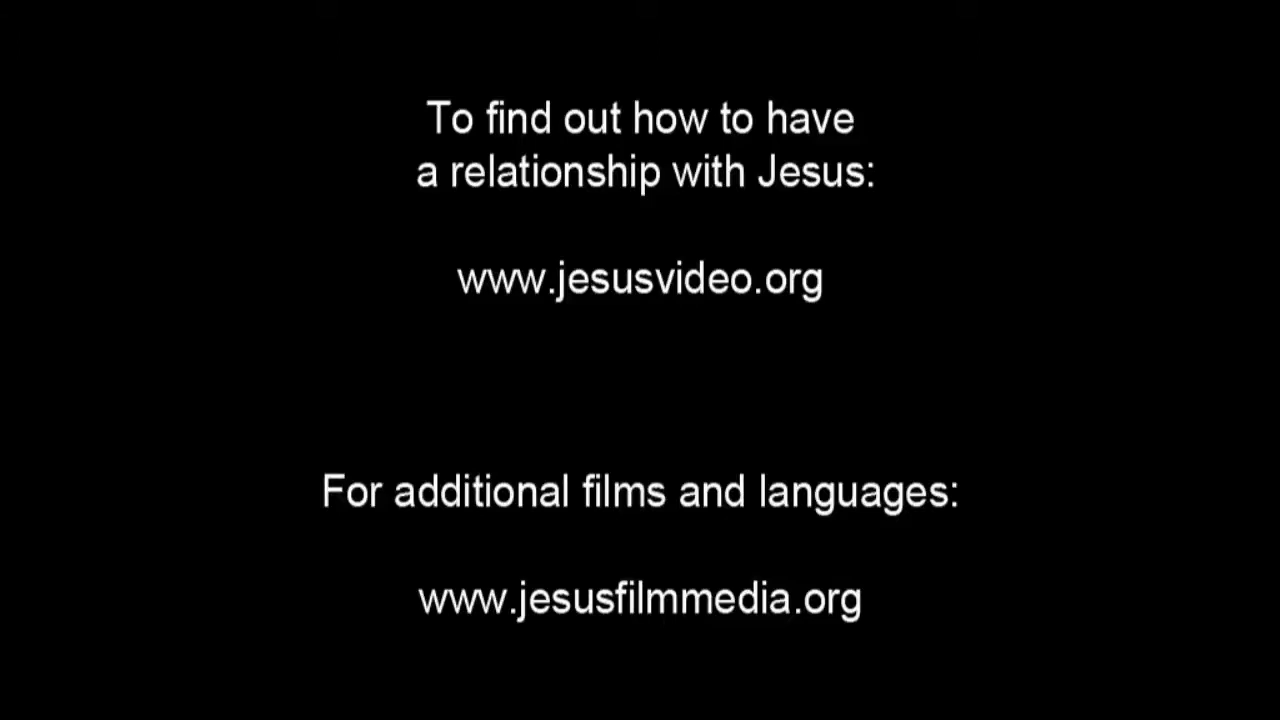 To find out how to have
a relationship with Jesus:
www.jesusvideo.org
For additional films and languages:
www.jesusfilmmedia.org